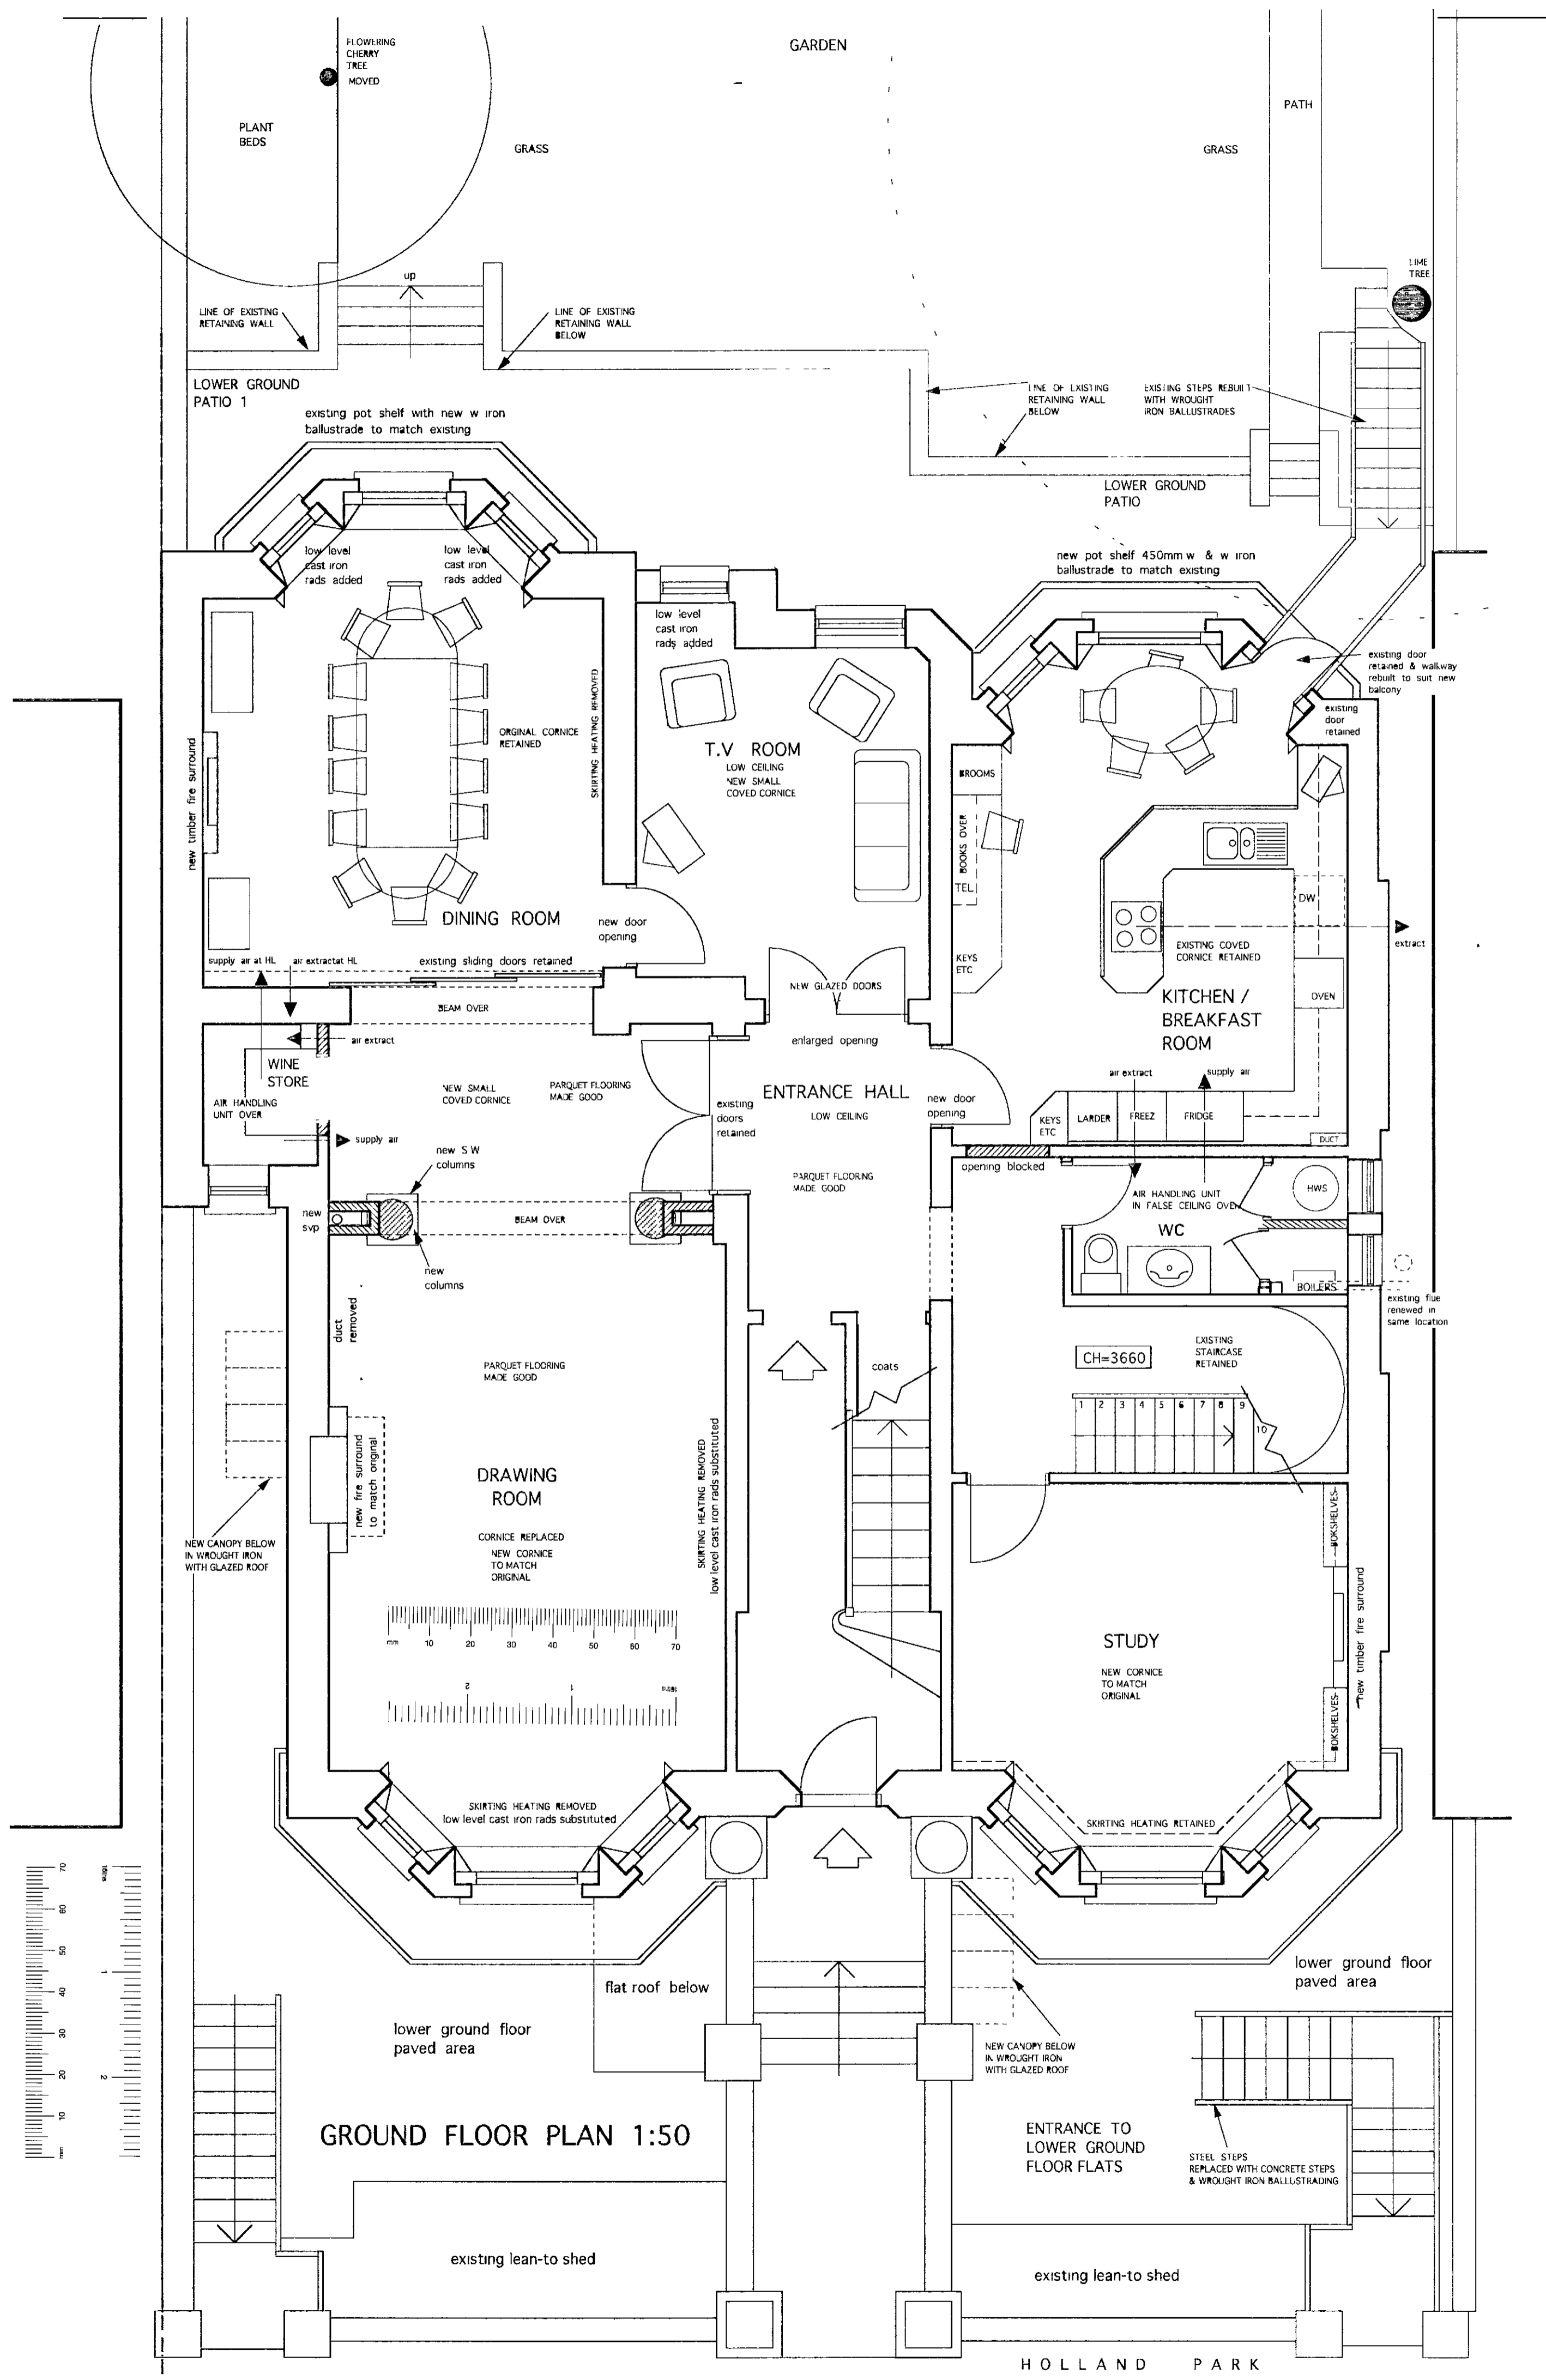 FLOWERING
CHERRY
TREE
MOVED
GARDEN
PATH
PLANT
BEDS
GRASS
GRASS
LIME
TREE
up
LINE OF EXISTING
RETAINING WALL
LINE OF EXISTING
RETAINING WALL
BELOW
LOWER GROUND
PATIO 1
LINE OF EXISTING
RETAINING WALL
BELOW
EXISTING STEPS REBUILT
WITH WROUGHT
IRON BALLUSTRADES
existing pot shelf with new w iron
ballustrade to match existing
LOWER GROUND
PATIO
new pot shelf 450mm w & w iron
ballustrade to match existing
low level
cast iron
rads added
low level
cast iron
rads added
low level
cast iron
rads added
existing door
retained & walkway
rebuilt to suit new
balcony
existing
door
retained
new timber fire surround
ORGINAL CORNICE
RETAINED
SKIRTING HEATING REMOVED
T.V ROOM
LOW CEILING
NEW SMALL
COVED CORNICE
BROOMS
BOOKS OVER
TEL
KEYS
ETC
DW
extract
DINING ROOM
new door
opening
EXISTING COVED
CORNICE RETAINED
supply air at HL
air extractat HL
existing sliding doors retained
NEW GLAZED DOORS
KITCHEN /
BREAKFAST
ROOM
OVEN
BEAM OVER
air extract
enlarged opening
WINE
STORE
AIR HANDLING
UNIT OVER
NEW SMALL
COVED CORNICE
PARQUET FLOORING
MADE GOOD
existing
doors
retained
ENTRANCE HALL
LOW CEILING
new door
opening
air extract
supply air
KEYS
ETC
LARDER
FREEZ
FRIDGE
DUCT
supply air
new S W
columns
PARQUET FLOORING
MADE GOOD
opening blocked
AIR HANDLING UNIT
IN FALSE CEILING OVER
HWS
WC
new
svp
BEAM OVER
new
columns
BOILERS
existing flue
renewed in
same location
duct
removed
PARQUET FLOORING
MADE GOOD
coats
CH=3660
EXISTING
STAIRCASE
RETAINED
1 2 3 4 5 6 7 8 9
10
new fire surround
to match original
DRAWING
ROOM
CORNICE REPLACED
NEW CORNICE
TO MATCH
ORIGINAL
SKIRTING HEATING REMOVED
low level cast iron rads substituted
NEW CANOPY BELOW
IN WROUGHT IRON
WITH GLAZED ROOF
BOKSHELVES
mm 10 20 30 40 50 60 70
2 1 16ins
STUDY
NEW CORNICE
TO MATCH
ORIGINAL
new timber fire surround
BOKSHELVES
SKIRTING HEATING REMOVED
low level cast iron rads substituted
SKIRTING HEATING RETAINED
70
60
50
40
30
20
10
mm
16ins
1
2
flat roof below
lower ground floor
paved area
lower ground floor
paved area
NEW CANOPY BELOW
IN WROUGHT IRON
WITH GLAZED ROOF
GROUND FLOOR PLAN 1:50
ENTRANCE TO
LOWER GROUND
FLOOR FLATS
STEEL STEPS
REPLACED WITH CONCRETE STEPS
& WROUGHT IRON BALLUSTRADING
existing lean-to shed
existing lean-to shed
HOLLAND PARK